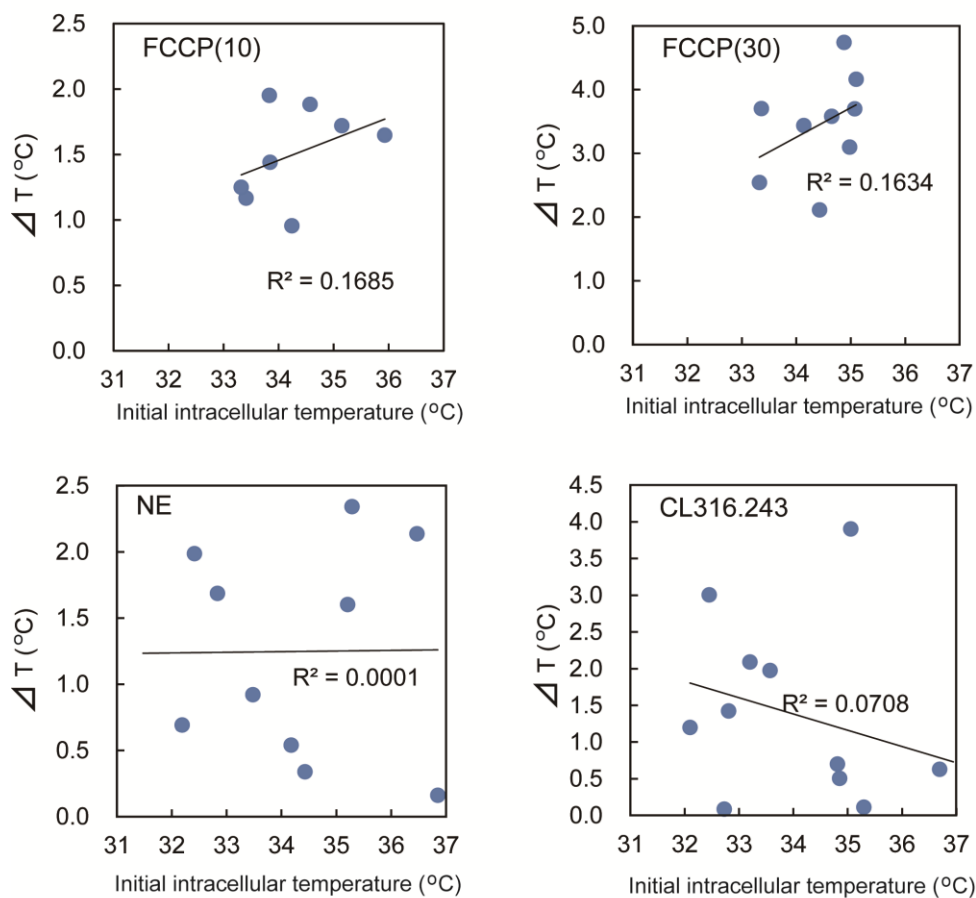 FCCP(10)
2.5
2.0
1.5
1.0
0.5
0.0
⊿ T (°C)
R² = 0.1685
31 32 33 34 35 36 37
Initial intracellular temperature (°C)
FCCP(30)
5.0
4.0
3.0
2.0
1.0
0.0
⊿ T (°C)
R² = 0.1634
31 32 33 34 35 36 37
Initial intracellular temperature (°C)
NE
2.5
2.0
1.5
1.0
0.5
0.0
⊿ T (°C)
R² = 0.0001
31 32 33 34 35 36 37
Initial intracellular temperature (°C)
CL316.243
4.5
4.0
3.5
3.0
2.5
2.0
1.5
1.0
0.5
0.0
⊿ T (°C)
R² = 0.0708
31 32 33 34 35 36 37
Initial intracellular temperature (°C)